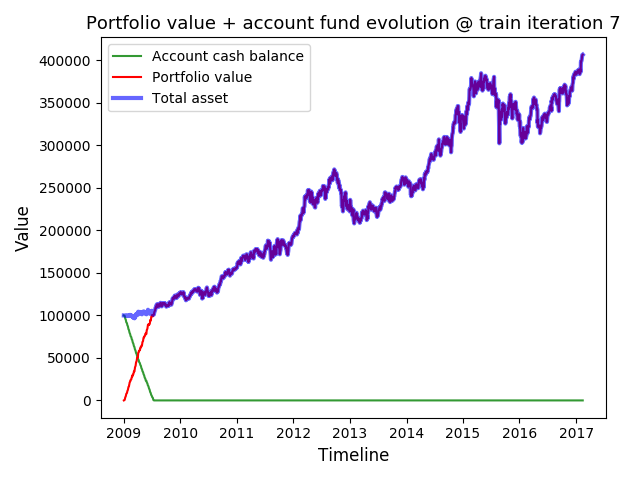 Portfolio value + account fund evolution @ train iteration 7
Account cash balance
Portfolio value
Total asset
400000
350000
300000
250000
200000
150000
100000
50000
0
Value
2009 2010 2011 2012 2013 2014 2015 2016 2017
Timeline